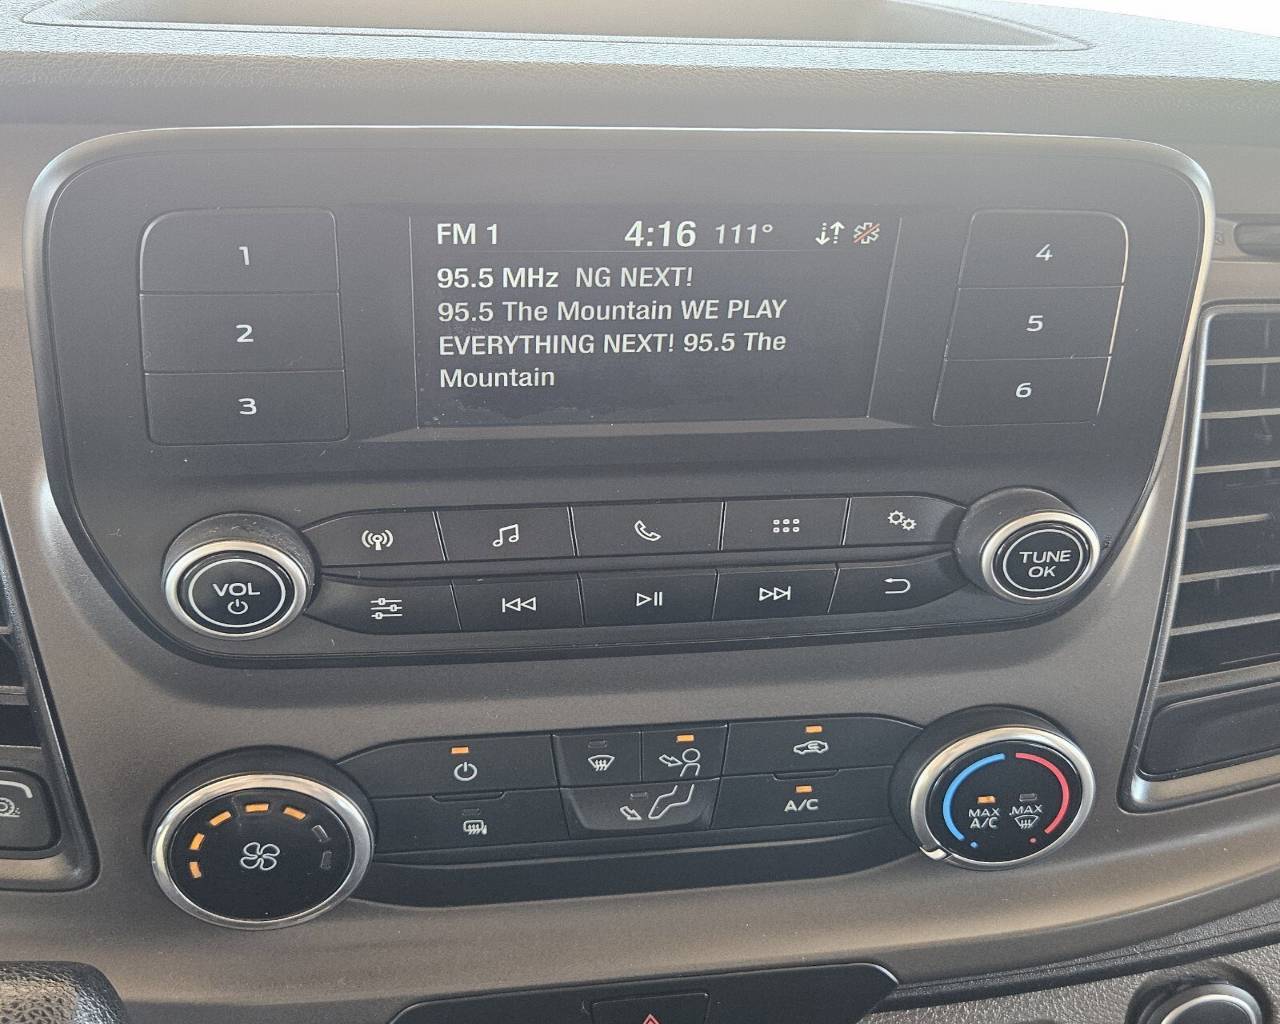 FM 1 4:16 111°
95.5 MHz NG NEXT!
95.5 The Mountain WE PLAY
EVERYTHING NEXT! 95.5 The
Mountain
1
2
3
4
5
6
VOL
TUNE
OK
A/C
MAX
A/C
MAX